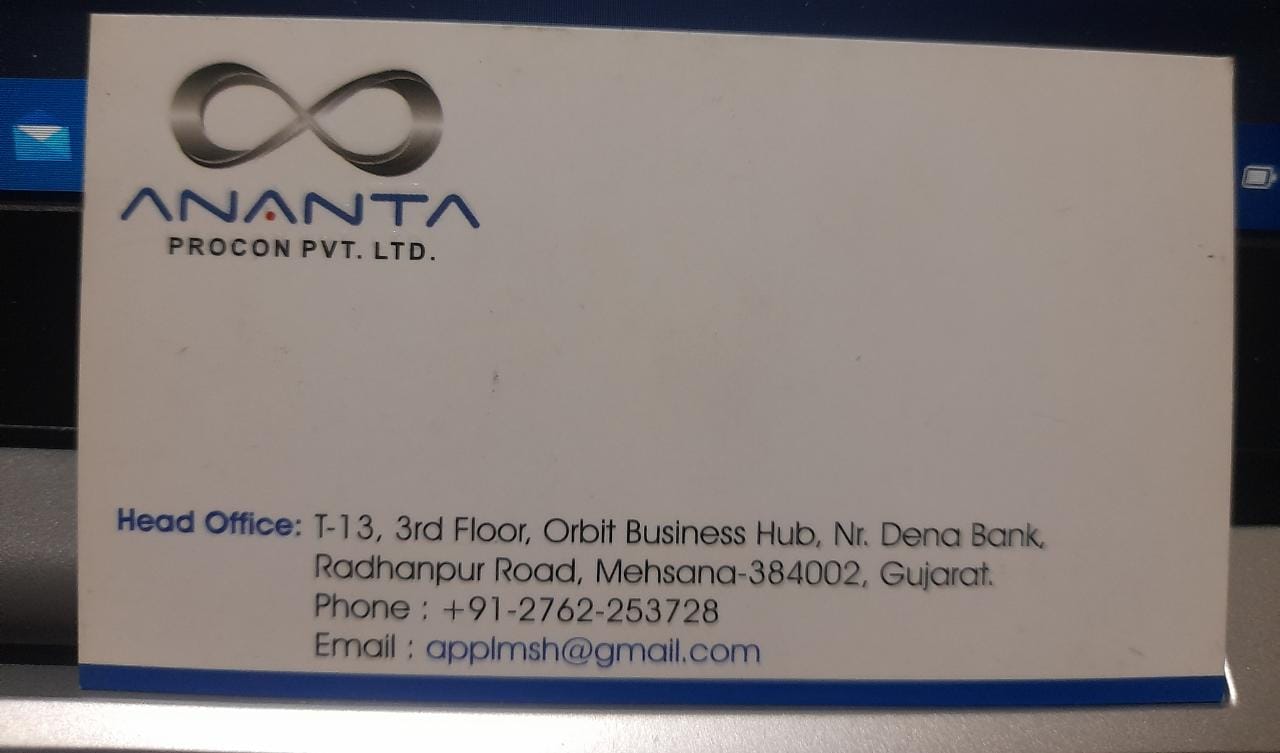 ANANTA
PROCON PVT. LTD.
Head Office: T-13, 3rd Floor, Orbit Business Hub, Nr. Dena Bank,
Radhanpur Road, Mehsana-384002, Gujarat.
Phone : +91-2762-253728
Email : applmsh@gmail.com